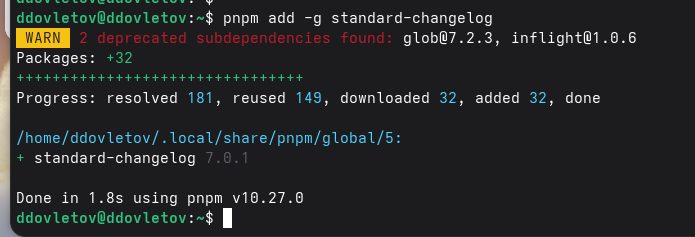 ddovletov@ddovletov:~$ pnpm add -g standard-changelog
WARN 2 deprecated subdependencies found: glob@7.2.3, inflight@1.0.6
Packages: +32
++++++++++++++++++++++++++++++++
Progress: resolved 181, reused 149, downloaded 32, added 32, done
/home/ddovletov/.local/share/pnpm/global/5:
+ standard-changelog 7.0.1
Done in 1.8s using pnpm v10.27.0
ddovletov@ddovletov:~$